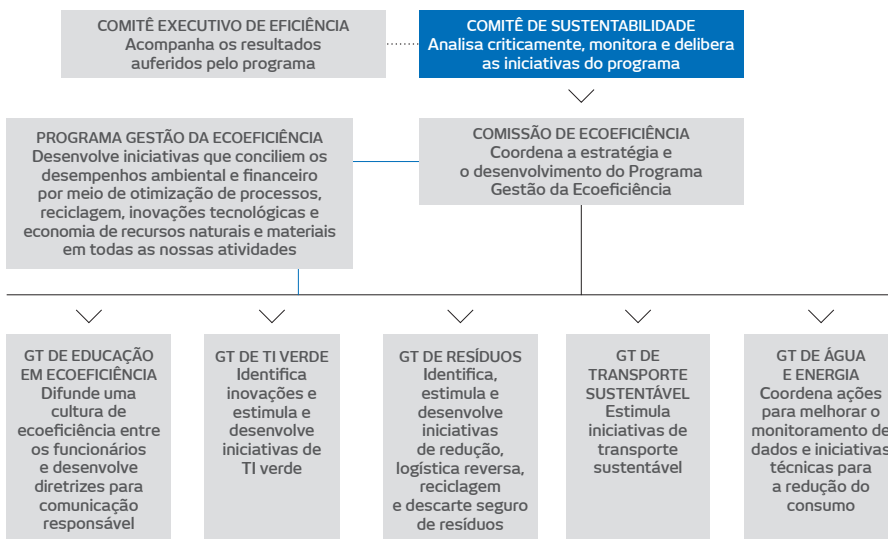 COMITÊ EXECUTIVO DE EFICIÊNCIA
Acompanha os resultados
auferidos pelo programa
COMITÊ DE SUSTENTABILIDADE
Analisa criticamente, monitora e delibera
as iniciativas do programa
PROGRAMA GESTÃO DA ECOEFICIÊNCIA
Desenvolve iniciativas que conciliem os
desempenhos ambiental e financeiro
por meio de otimização de processos,
reciclagem, inovações tecnológicas e
economia de recursos naturais e materiais
em todas as nossas atividades
COMISSÃO DE ECOEFICIÊNCIA
Coordena a estratégia e
o desenvolvimento do Programa
Gestão da Ecoeficiência
GT DE EDUCAÇÃO
EM ECOEFICIÊNCIA
Difunde uma
cultura de
ecoeficiência entre
os funcionários
e desenvolve
diretrizes para
comunicação
responsável
GT DE TI VERDE
Identifica
inovações e
estimula e
desenvolve
iniciativas de
TI verde
GT DE RESÍDUOS
Identifica,
estimula e
desenvolve
iniciativas
de redução,
logística reversa,
reciclagem
e descarte seguro
de resíduos
GT DE
TRANSPORTE
SUSTENTÁVEL
Estimula
iniciativas de
transporte
sustentável
GT DE ÁGUA
E ENERGIA
Coordena ações
para melhorar o
monitoramento de
dados e iniciativas
técnicas para
a redução do
consumo